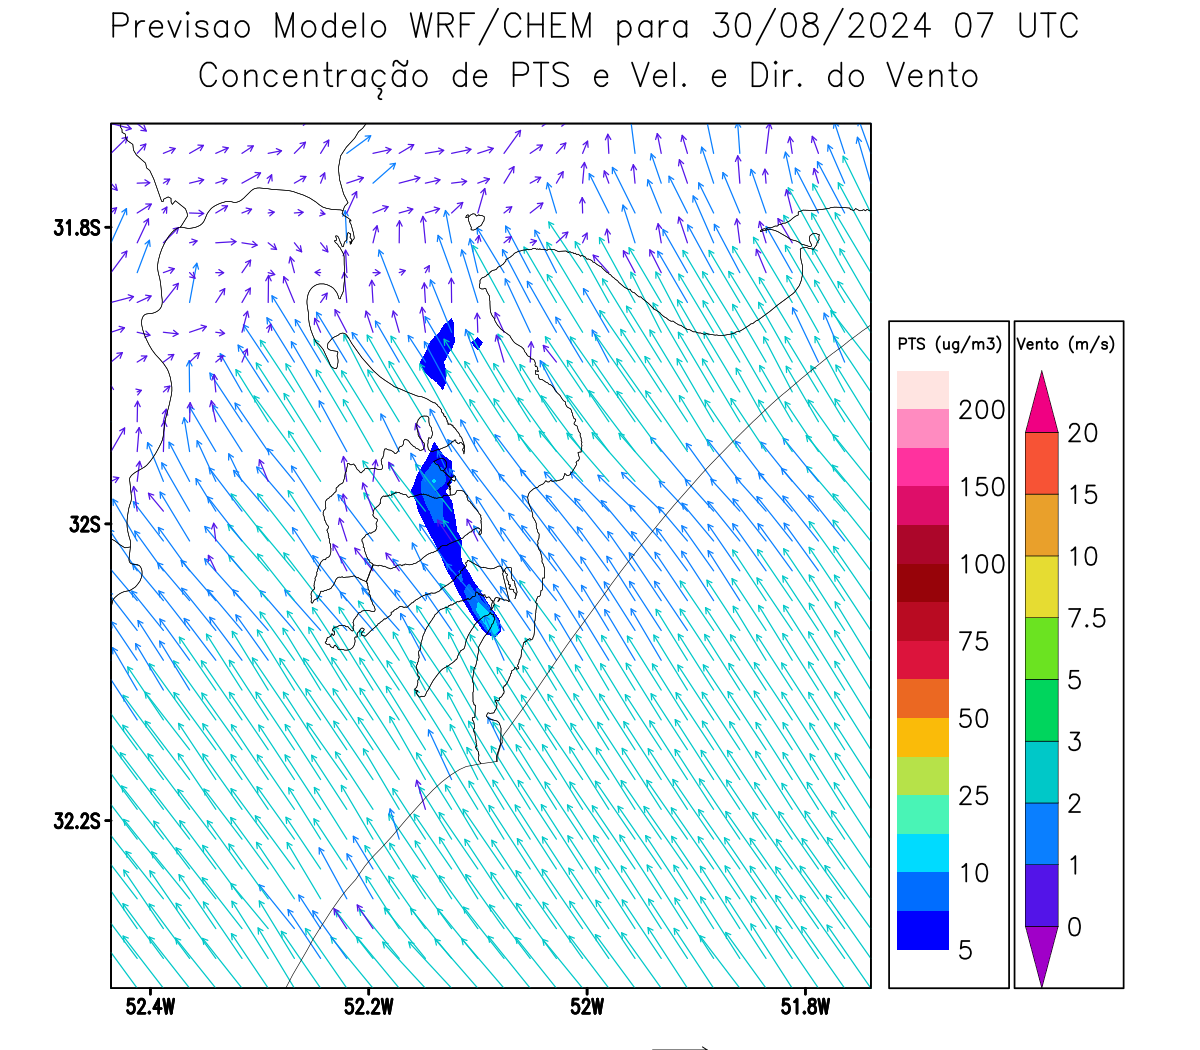 Previsao Modelo WRF/CHEM para 30/08/2024 07 UTC
Concentração de PTS e Vel. e Dir. do Vento
31.8S
32S
32.2S
52.4W
52.2W
52W
51.8W
PTS (ug/m3)
200
150
100
75
50
25
10
5
Vento (m/s)
20
15
10
7.5
5
3
2
1
0